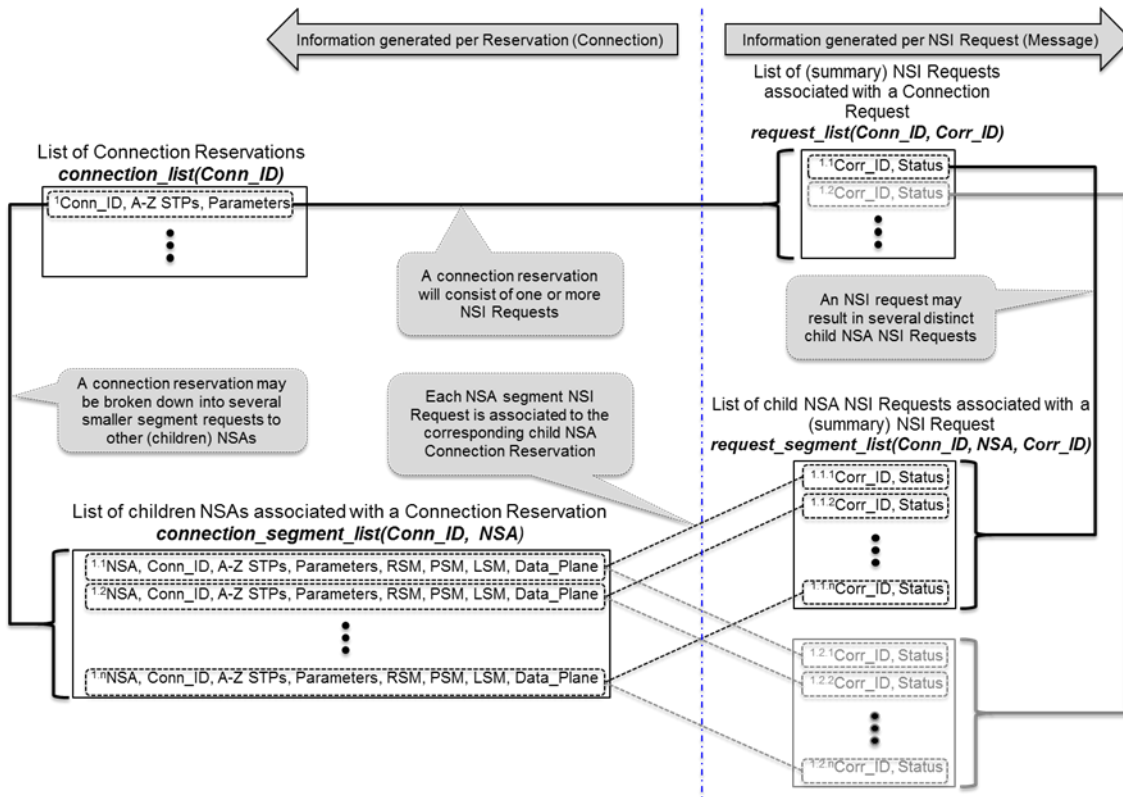 Information generated per Reservation (Connection)
Information generated per NSI Request (Message)
List of (summary) NSI Requests
associated with a Connection
Request
request_list(Conn_ID, Corr_ID)
List of Connection Reservations
connection_list(Conn_ID)
1Conn_ID, A-Z STPs, Parameters
1.1Corr_ID, Status
1.2Corr_ID, Status
A connection reservation
will consist of one or more
NSI Requests
An NSI request may
result in several distinct
child NSA NSI Requests
A connection reservation may
be broken down into several
smaller segment requests to
other (children) NSAs
Each NSA segment NSI
Request is associated to the
corresponding child NSA
Connection Reservation
List of child NSA NSI Requests associated with a
(summary) NSI Request
request_segment_list(Conn_ID, NSA, Corr_ID)
1.1.1Corr_ID, Status
1.1.2Corr_ID, Status
1.1.nCorr_ID, Status
List of children NSAs associated with a Connection Reservation
connection_segment_list(Conn_ID, NSA)
1.1NSA, Conn_ID, A-Z STPs, Parameters, RSM, PSM, LSM, Data_Plane
1.2NSA, Conn_ID, A-Z STPs, Parameters, RSM, PSM, LSM, Data_Plane
1.nNSA, Conn_ID, A-Z STPs, Parameters, RSM, PSM, LSM, Data_Plane
1.2.1Corr_ID, Status
1.2.2Corr_ID, Status
1.2.nCorr_ID, Status